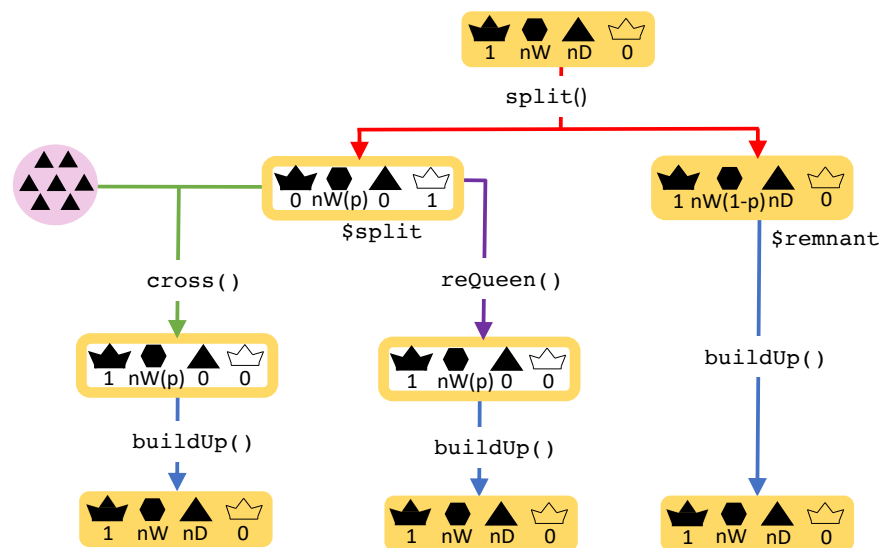 1 nW nD 0
split()
0 nW(p) 0 1
1 nW(1-p) nD 0
$split
$remnant
cross()
reQueen()
1 nW(p) 0 0
1 nW(p) 0 0
buildUp()
buildUp()
buildUp()
1 nW nD 0
1 nW nD 0
1 nW nD 0